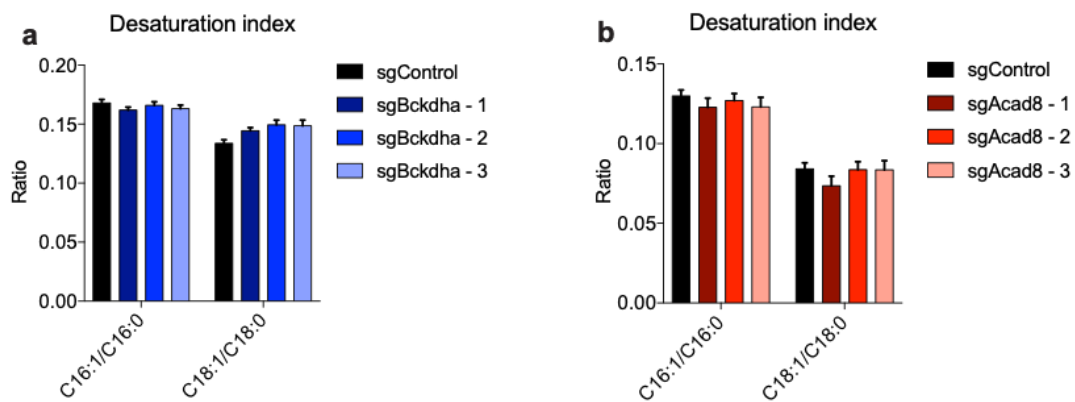 a
Desaturation index
0.20
0.15
0.10
0.05
0.00
Ratio
C16:1/C16:0
C18:1/C18:0
sgControl
sgBckdha - 1
sgBckdha - 2
sgBckdha - 3
b
Desaturation index
0.15
0.10
0.05
0.00
Ratio
C16:1/C16:0
C18:1/C18:0
sgControl
sgAcad8 - 1
sgAcad8 - 2
sgAcad8 - 3